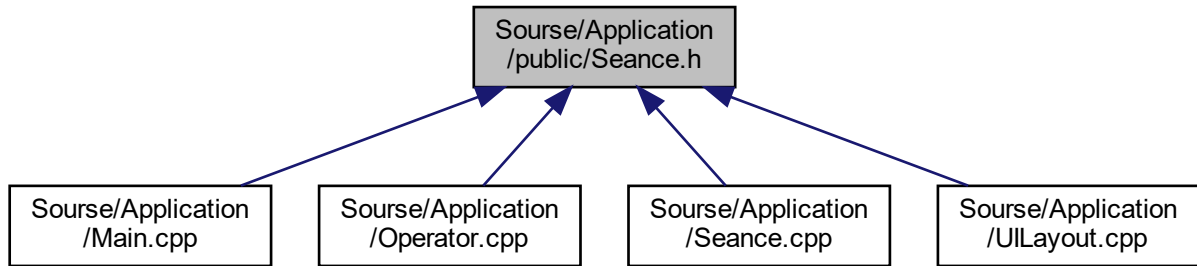 Sourse/Application
/public/Seance.h
Sourse/Application
/Main.cpp
Sourse/Application
/Operator.cpp
Sourse/Application
/Seance.cpp
Sourse/Application
/UILayout.cpp